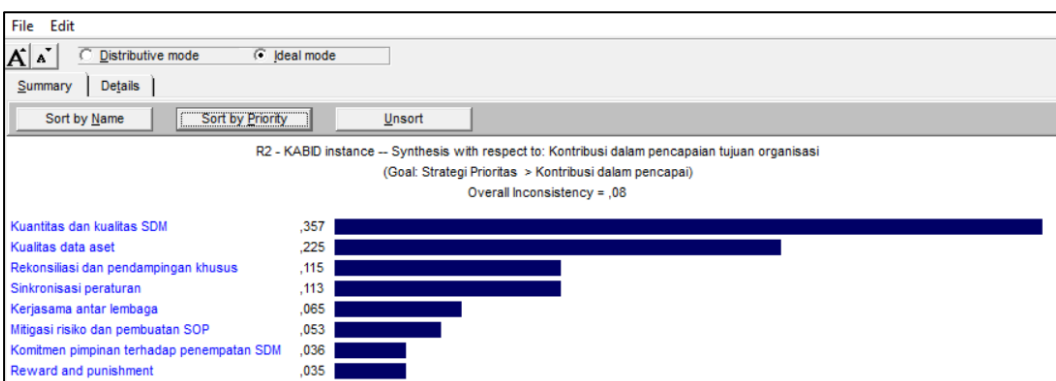 File Edit
A A Distributive mode Ideal mode
Summary Details
Sort by Name Sort by Priority Unsort
R2 - KABID instance -- Synthesis with respect to: Kontribusi dalam pencapaian tujuan organisasi
(Goal: Strategi Prioritas > Kontribusi dalam pencapai)
Overall Inconsistency = ,08
Kuantitas dan kualitas SDM ,357
Kualitas data aset ,225
Rekonsiliasi dan pendampingan khusus ,115
Sinkronisasi peraturan ,113
Kerjasama antar lembaga ,065
Mitigasi risiko dan pembuatan SOP ,053
Komitmen pimpinan terhadap penempatan SDM ,036
Reward and punishment ,035